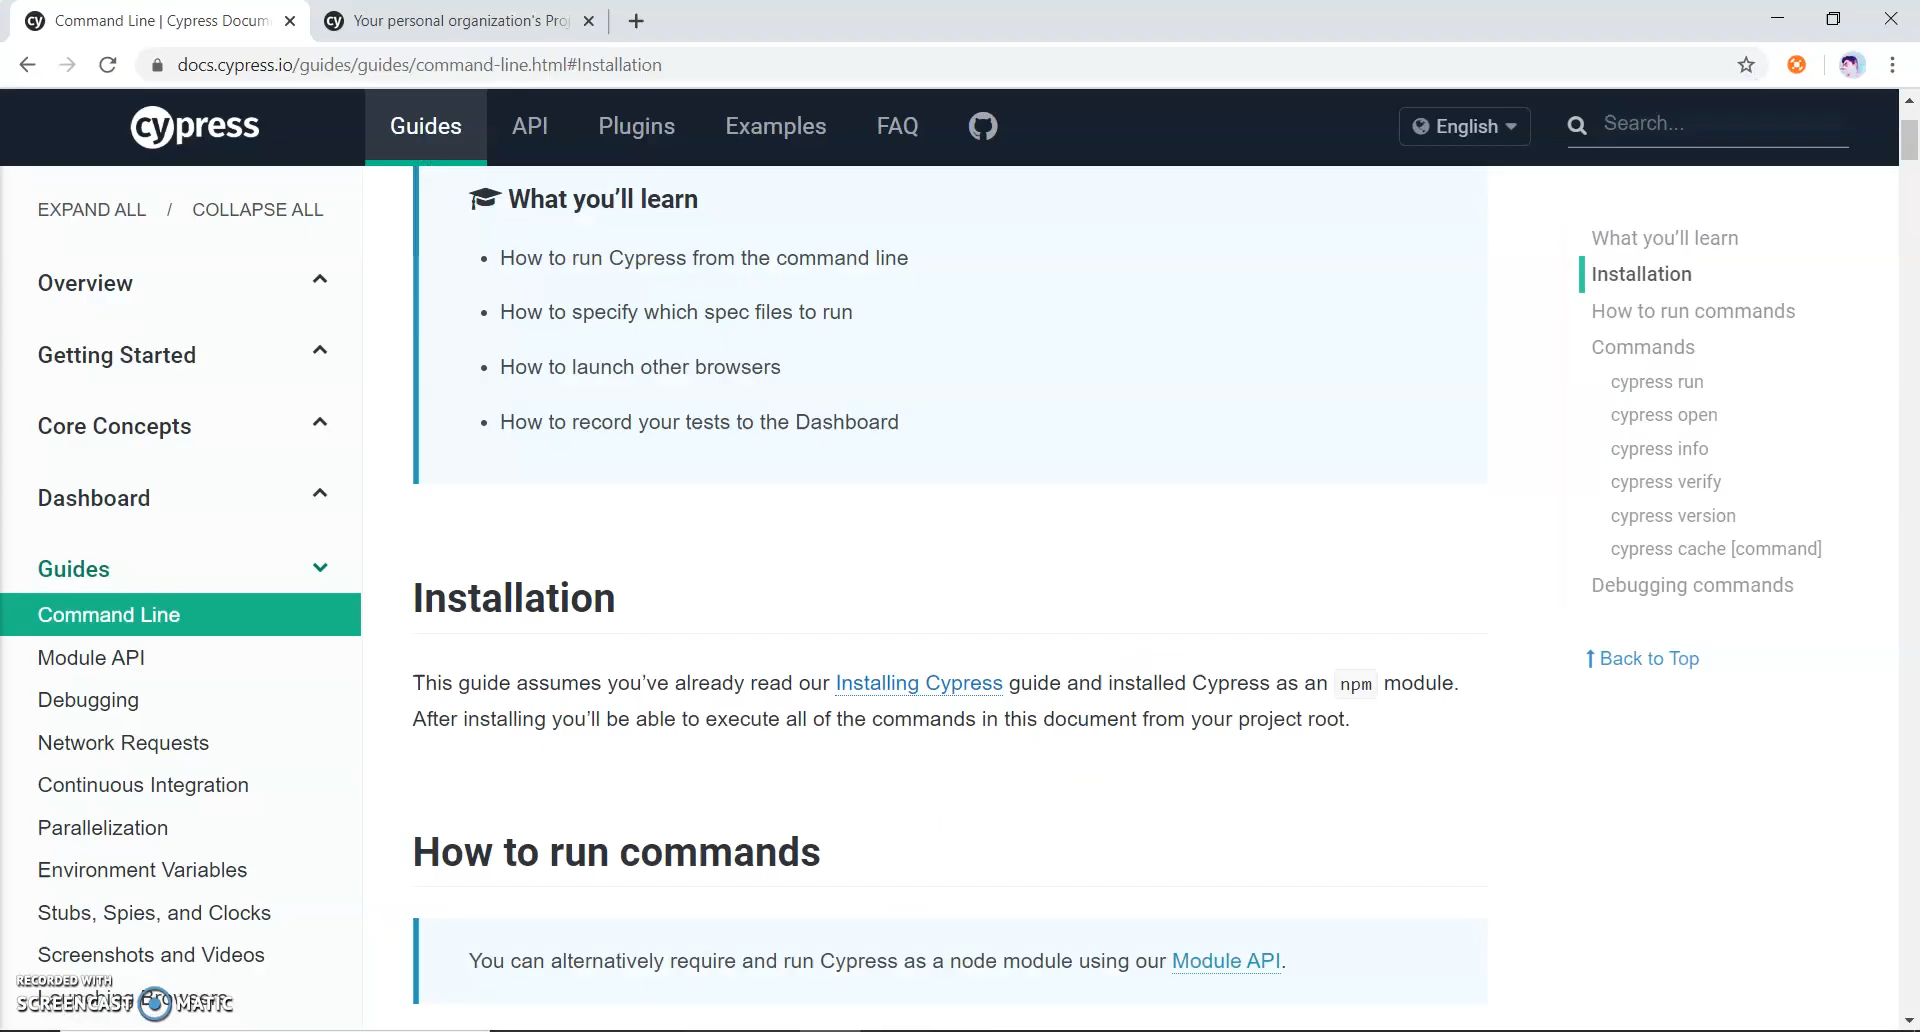 Command Line | Cypress Docum
Your personal organization's Proj
docs.cypress.io/guides/guides/command-line.html#Installation
cypress
Guides
API
Plugins
Examples
FAQ
English
Search...
EXPAND ALL / COLLAPSE ALL
Overview
Getting Started
Core Concepts
Dashboard
Guides
Command Line
Module API
Debugging
Network Requests
Continuous Integration
Parallelization
Environment Variables
Stubs, Spies, and Clocks
Screenshots and Videos
Launching Browsers
RECORDED WITH
SCREENCAST MATIC
What you’ll learn
• How to run Cypress from the command line
• How to specify which spec files to run
• How to launch other browsers
• How to record your tests to the Dashboard
Installation
This guide assumes you’ve already read our Installing Cypress guide and installed Cypress as an npm module.
After installing you’ll be able to execute all of the commands in this document from your project root.
How to run commands
You can alternatively require and run Cypress as a node module using our Module API.
What you’ll learn
Installation
How to run commands
Commands
cypress run
cypress open
cypress info
cypress verify
cypress version
cypress cache [command]
Debugging commands
Back to Top